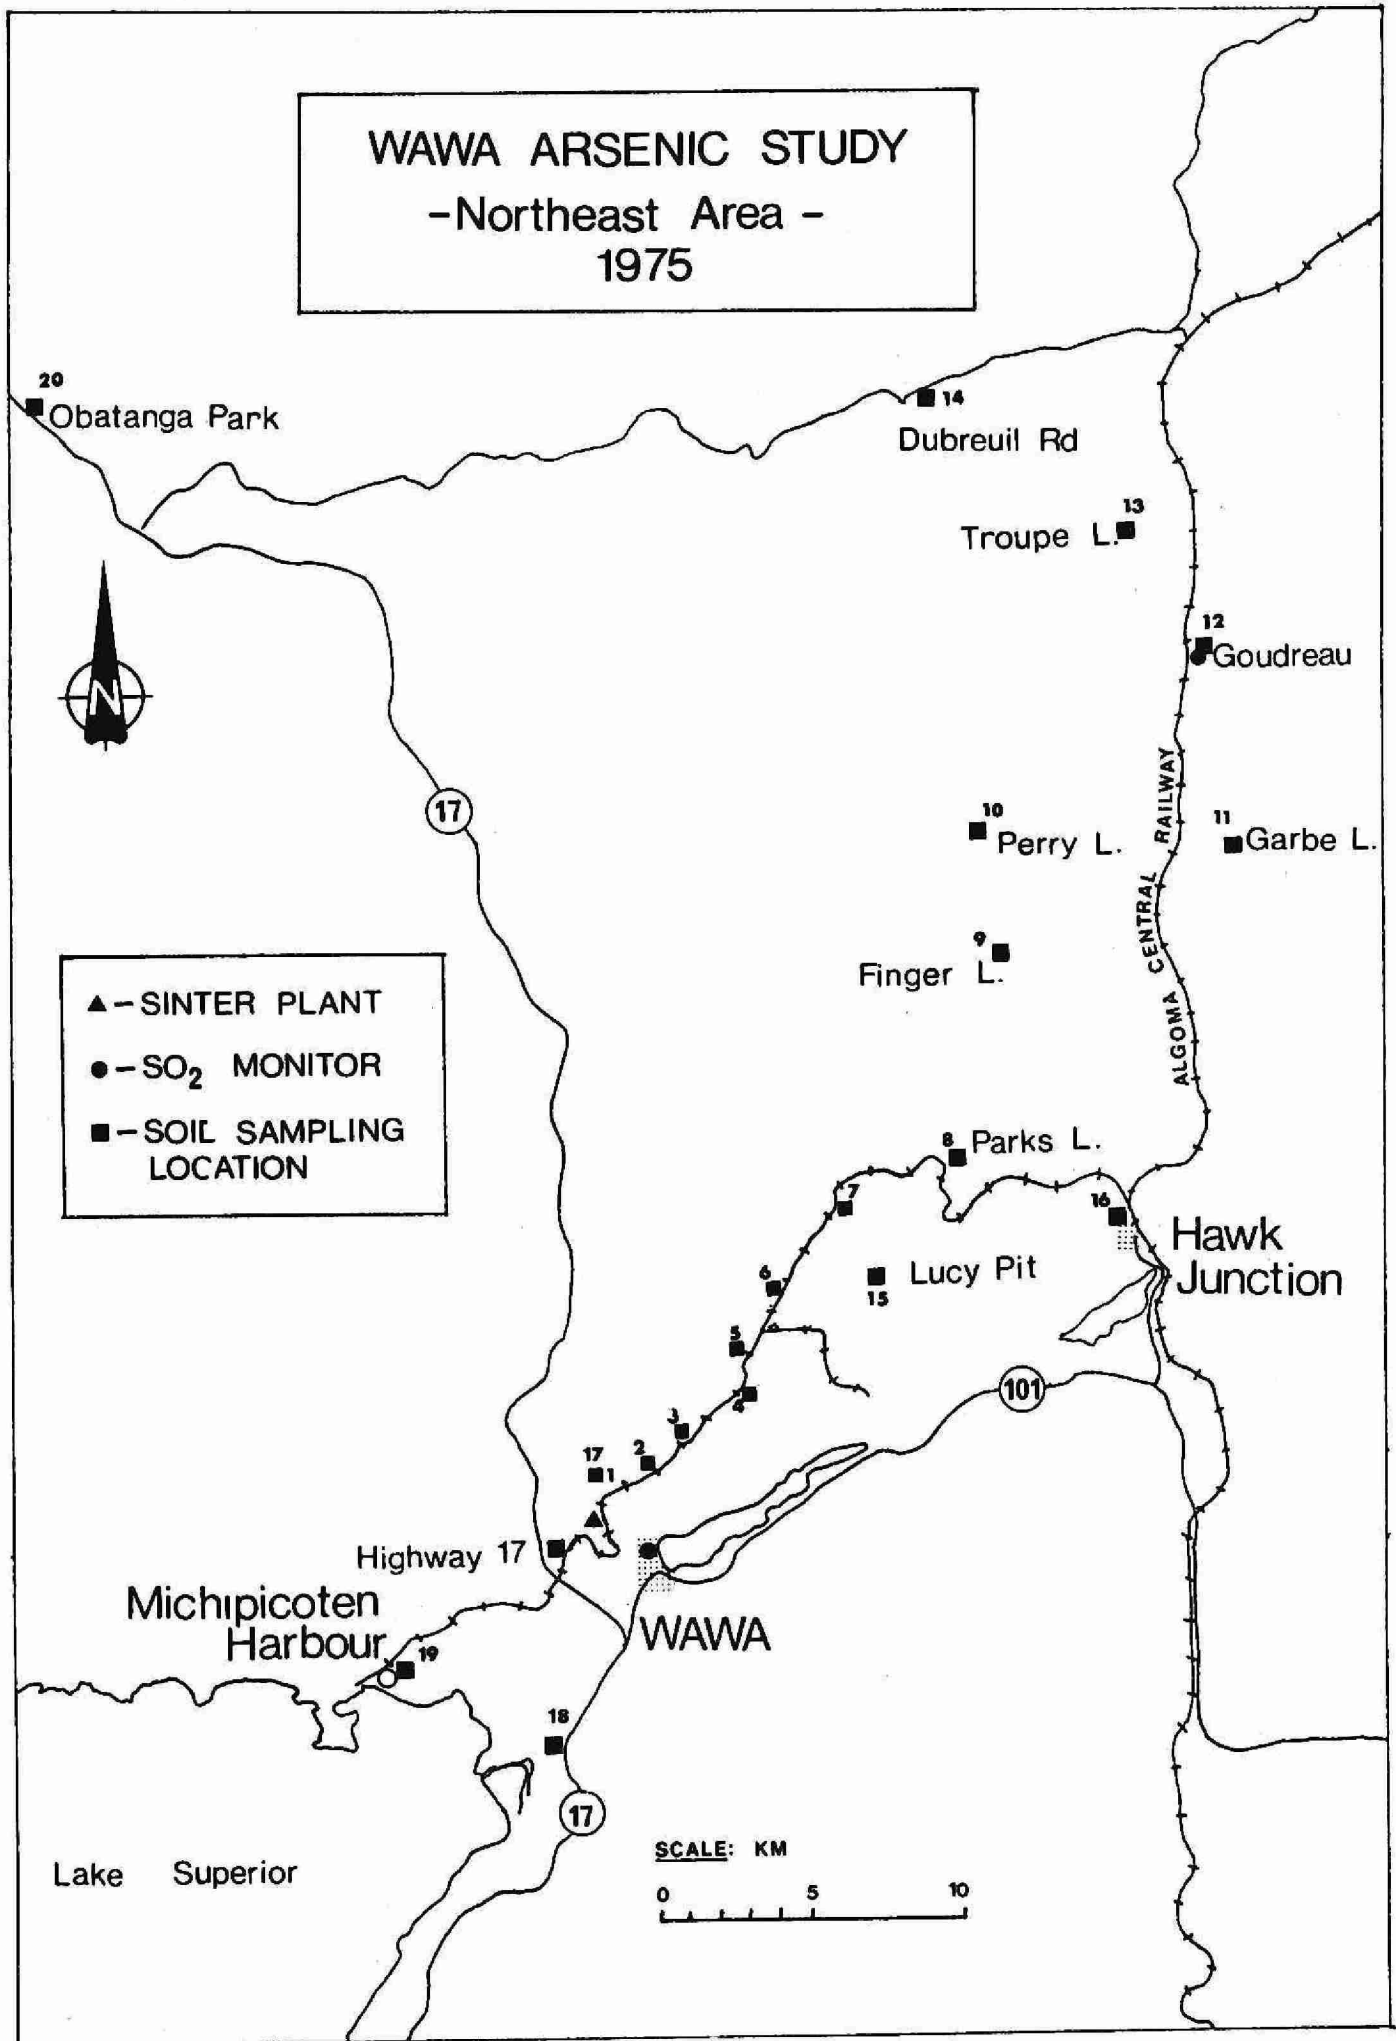 WAWA ARSENIC STUDY
-Northeast Area -
1975
20
Obatanga Park
14
Dubreuil Rd
13
Troupe L.
12
Goudreau
N
17
10
Perry L.
11
Garbe L.
ALGOMA CENTRAL RAILWAY
9
Finger L.
▲-SINTER PLANT
●-SO2 MONITOR
■-SOIL SAMPLING
LOCATION
8
Parks L.
7
16
Hawk
Junction
6
Lucy Pit
15
5
101
4
3
2
17
1
Highway 17
Michipicoten
Harbour
WAWA
19
18
17
SCALE: KM
0 5 10
Lake Superior